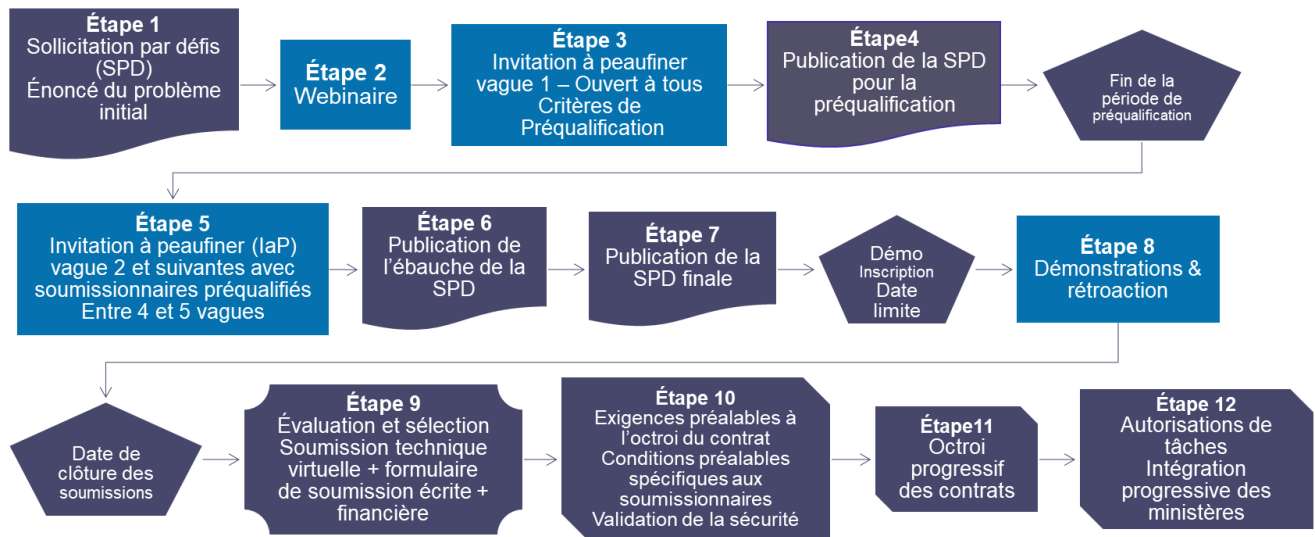 Étape 1
Sollicitation par défis
(SPD)
Énoncé du problème
initial
Étape 2
Webinaire
Étape 3
Invitation à peaufiner
vague 1 – Ouvert à tous
Critères de
Préqualification
Étape4
Publication de la SPD
pour la
préqualification
Fin de la
période de
préqualification
Étape 5
Invitation à peaufiner (IaP)
vague 2 et suivantes avec
soumissionnaires préqualifiés
Entre 4 et 5 vagues
Étape 6
Publication de
l’ébauche de la
SPD
Étape 7
Publication de la
SPD finale
Démo
Inscription
Date
limite
Étape 8
Démonstrations &
rétroaction
Date de
clôture des
soumissions
Étape 9
Évaluation et sélection
Soumission technique
virtuelle + formulaire
de soumission écrite +
financière
Étape 10
Exigences préalables à
l’octroi du contrat
Conditions préalables
spécifiques aux
soumissionnaires
Validation de la sécurité
Étape11
Octroi
progressif
des contrats
Étape 12
Autorisations de
tâches
Intégration
progressive des
ministères